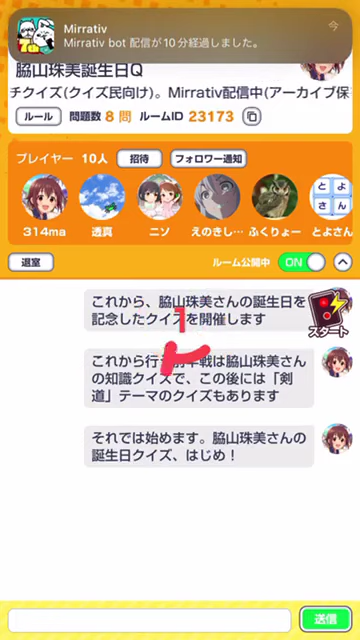 Mirrativ
今
Mirrativ bot 配信が10分経過しました。
脇山珠美誕生日Q
チクイズ(クイズ民向け)。Mirrativ配信中(アーカイブ保
ルール 問題数 8 問 ルームID 23173
プレイヤー 10人 招待 フォロワー通知
314ma 透真 ニソ えのきし… ふくりょー とよさん
とよ
さん
退室 ルーム公開中 ON
これから、脇山珠美さんの誕生日を
記念したクイズを開催します
1
スタート
これから行う前半戦は脇山珠美さん
の知識クイズで、この後には「剣
道」テーマのクイズもあります
それでは始めます。脇山珠美さんの
誕生日クイズ、はじめ！
送信